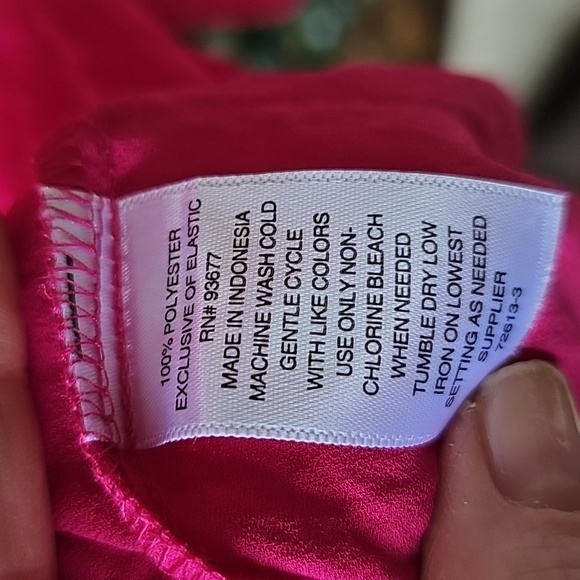 100% POLYESTER
EXCLUSIVE OF ELASTIC
RN# 93677
MADE IN INDONESIA
MACHINE WASH COLD
GENTLE CYCLE
WITH LIKE COLORS
USE ONLY NON-
CHLORINE BLEACH
WHEN NEEDED
TUMBLE DRY LOW
IRON ON LOWEST
SETTING AS NEEDED
SUPPLIER
72613-3